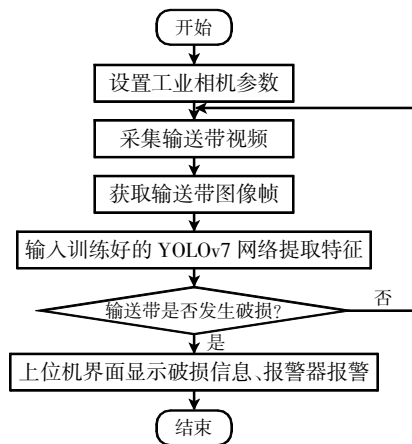 开始
设置工业相机参数
采集输送带视频
获取输送带图像帧
输入训练好的 YOLOv7 网络提取特征
输送带是否发生破损?
否
是
上位机界面显示破损信息、报警器报警
结束